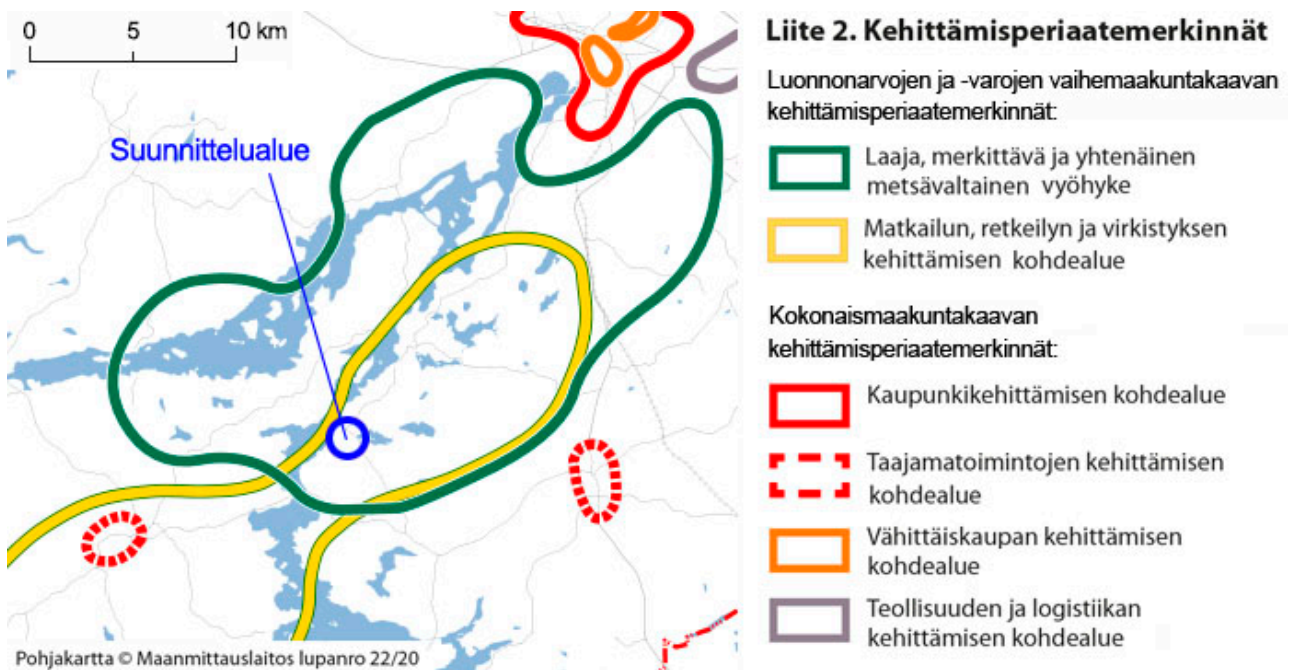 0 5 10 km
Suunnittelualue
Pohjakartta © Maanmittauslaitos lupanro 22/20
Liite 2. Kehittämisperiaatemerkinnät
Luonnonarvojen ja -varojen vaihemaakuntakaavan
kehittämisperiaatemerkinnät:
Laaja, merkittävä ja yhtenäinen
metsävaltainen vyöhyke
Matkailun, retkeilyn ja virkistyksen
kehittämisen kohdealue
Kokonaismaakuntakaavan
kehittämisperiaatemerkinnät:
Kaupunkikehittämisen kohdealue
Taajamatoimintojen kehittämisen
kohdealue
Vähittäiskaupan kehittämisen
kohdealue
Teollisuuden ja logistiikan
kehittämisen kohdealue